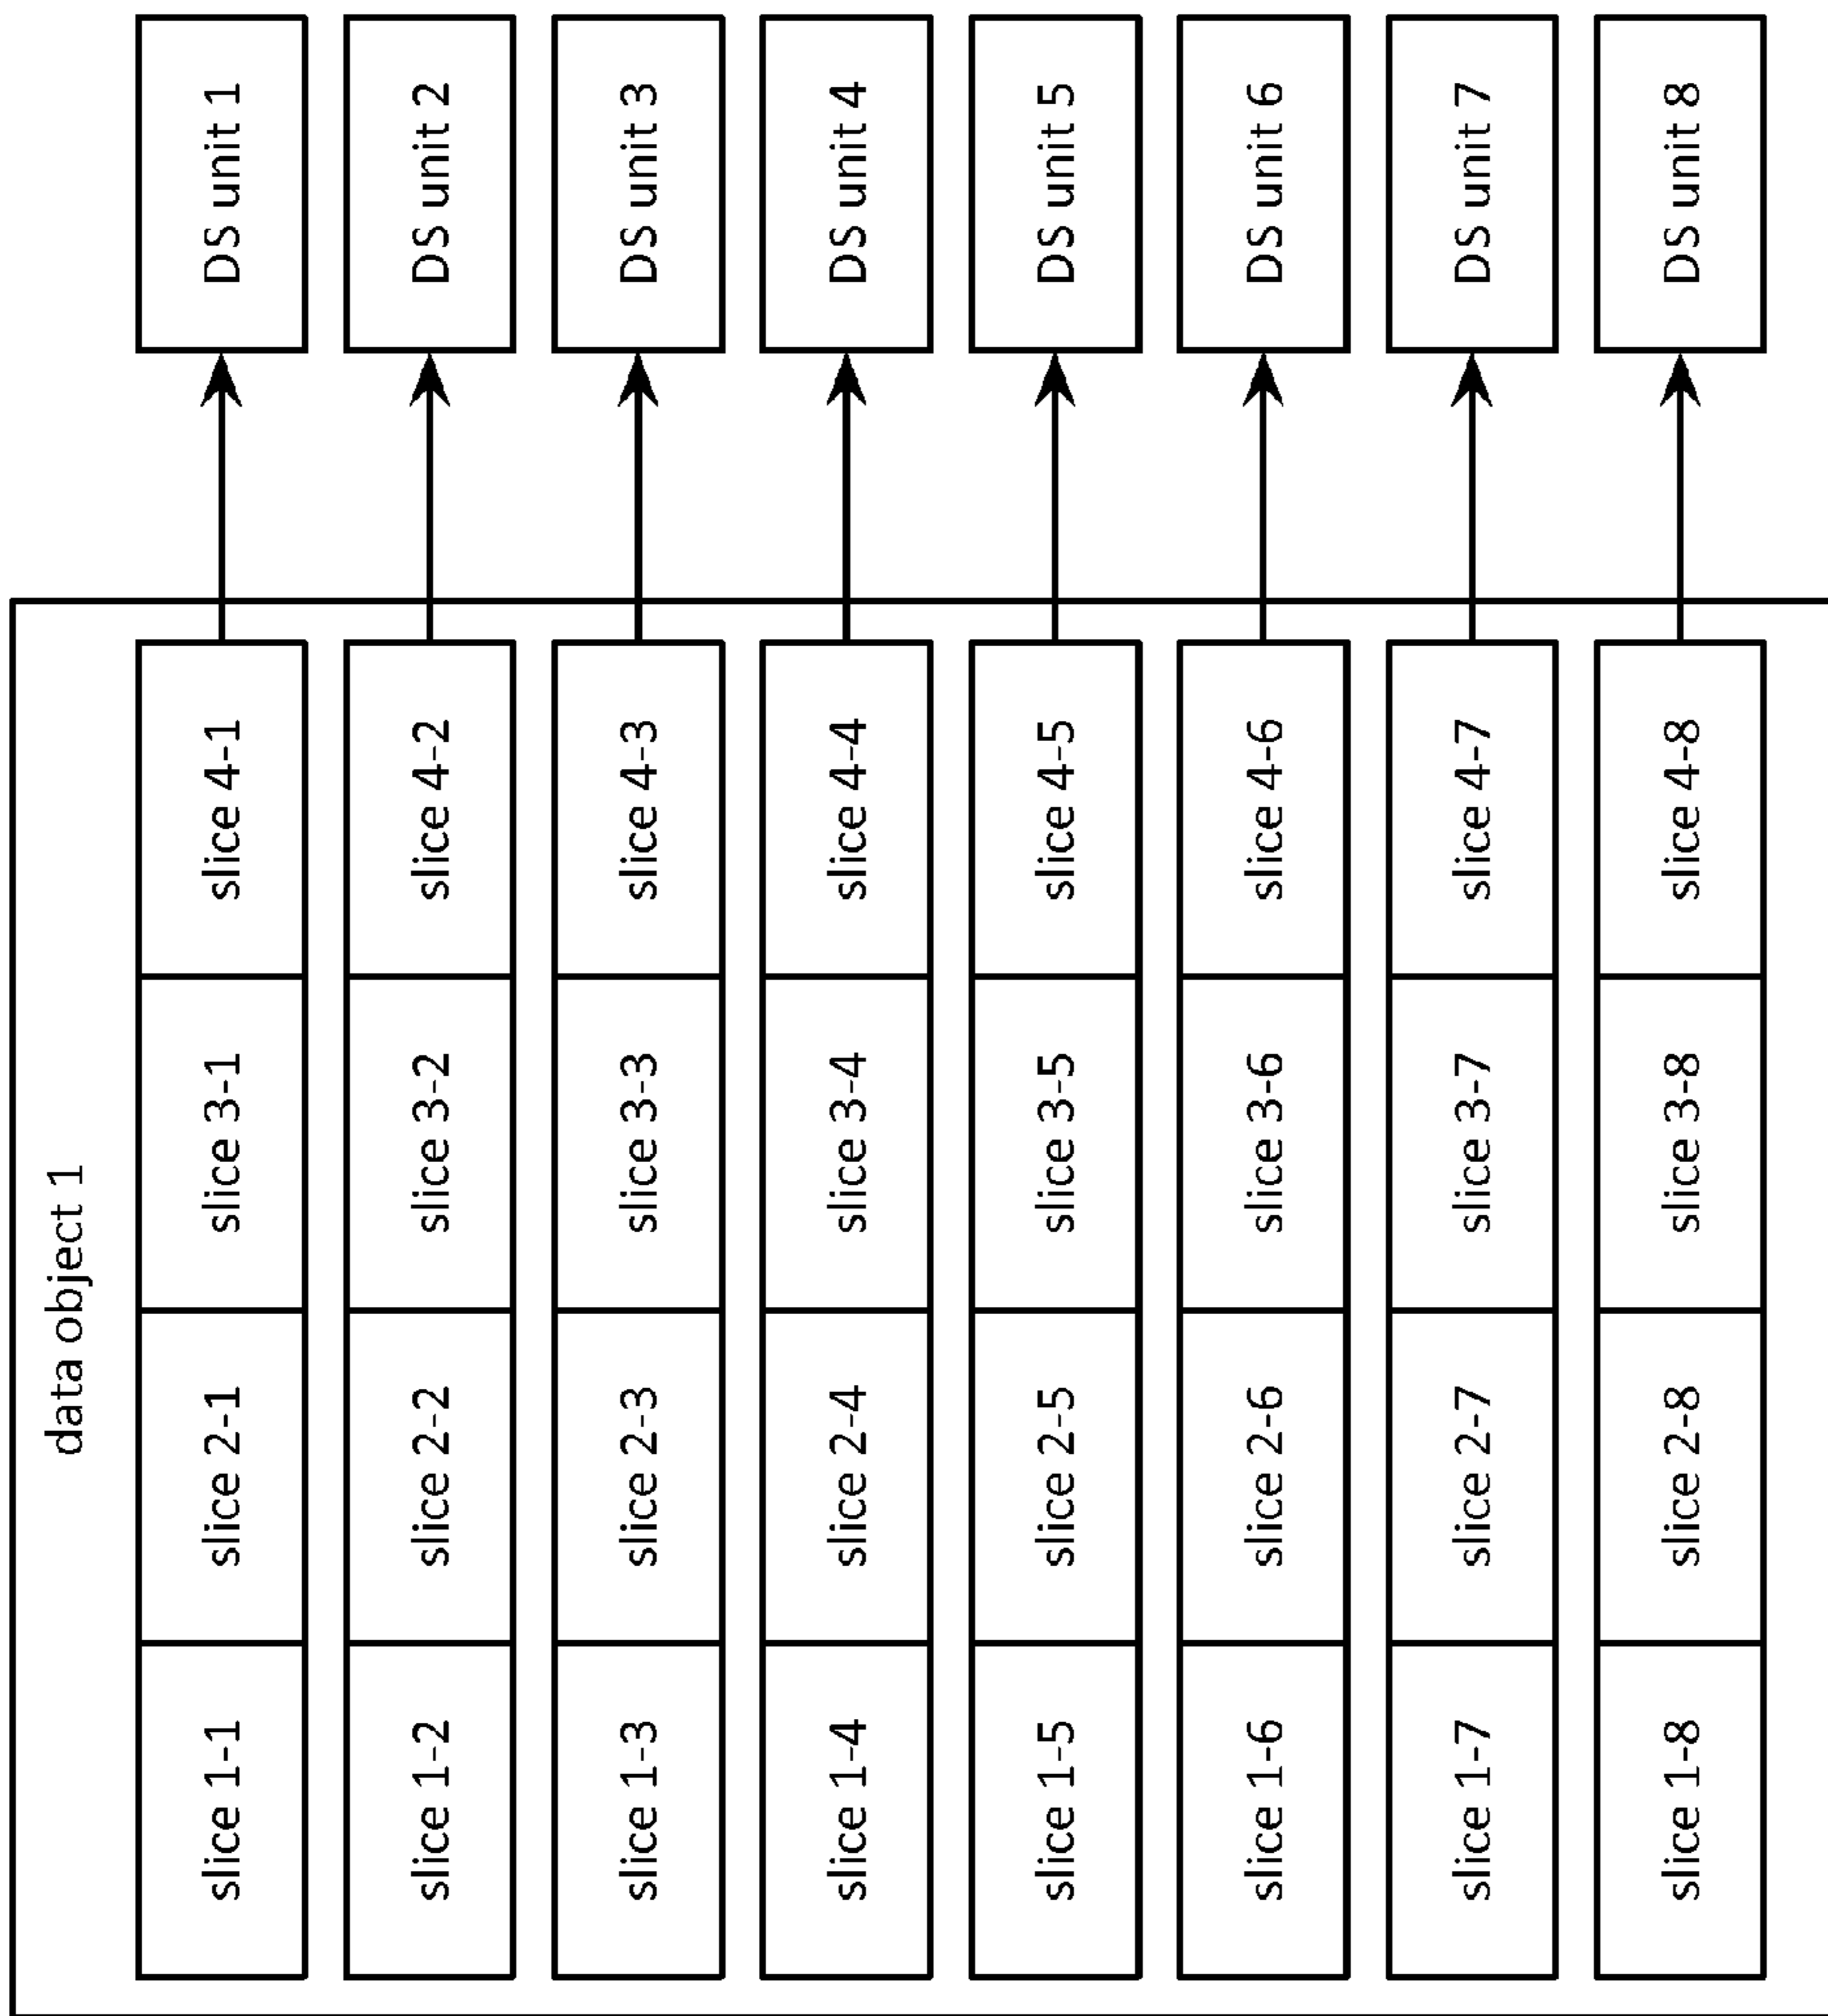 data object 1
slice 1-1 slice 2-1 slice 3-1 slice 4-1 DS unit 1
slice 1-2 slice 2-2 slice 3-2 slice 4-2 DS unit 2
slice 1-3 slice 2-3 slice 3-3 slice 4-3 DS unit 3
slice 1-4 slice 2-4 slice 3-4 slice 4-4 DS unit 4
slice 1-5 slice 2-5 slice 3-5 slice 4-5 DS unit 5
slice 1-6 slice 2-6 slice 3-6 slice 4-6 DS unit 6
slice 1-7 slice 2-7 slice 3-7 slice 4-7 DS unit 7
slice 1-8 slice 2-8 slice 3-8 slice 4-8 DS unit 8